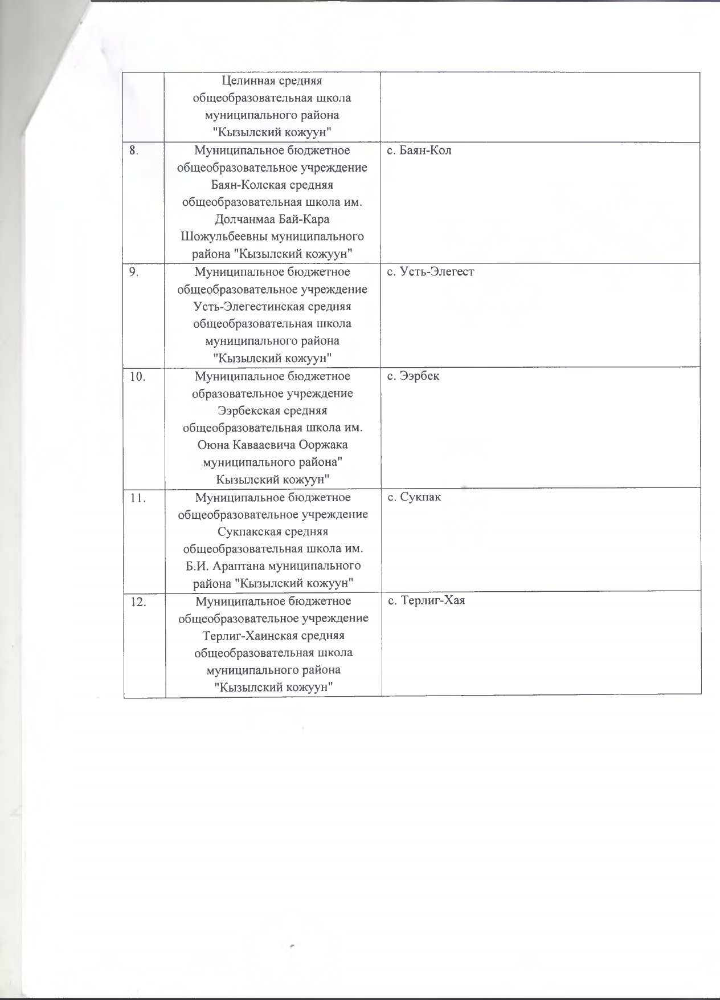 Целинная средняя
общеобразовательная школа
муниципального района
"Кызылский кожуун"
8.
Муниципальное бюджетное
общеобразовательное учреждение
Баян-Колская средняя
общеобразовательная школа им.
Долчанмаа Бай-Кара
Шожульбеевны муниципального
района "Кызылский кожуун"
с. Баян-Кол
9.
Муниципальное бюджетное
общеобразовательное учреждение
Усть-Элегестинская средняя
общеобразовательная школа
муниципального района
"Кызылский кожуун"
с. Усть-Элегест
10.
Муниципальное бюджетное
образовательное учреждение
Ээрбекская средняя
общеобразовательная школа им.
Оюна Кавааевича Ооржака
муниципального района"
Кызылский кожуун"
с. Ээрбек
11.
Муниципальное бюджетное
общеобразовательное учреждение
Сукпакская средняя
общеобразовательная школа им.
Б.И. Араптана муниципального
района "Кызылский кожуун"
с. Сукпак
12.
Муниципальное бюджетное
общеобразовательное учреждение
Терлиг-Хаинская средняя
общеобразовательная школа
муниципального района
"Кызылский кожуун"
с. Терлиг-Хая